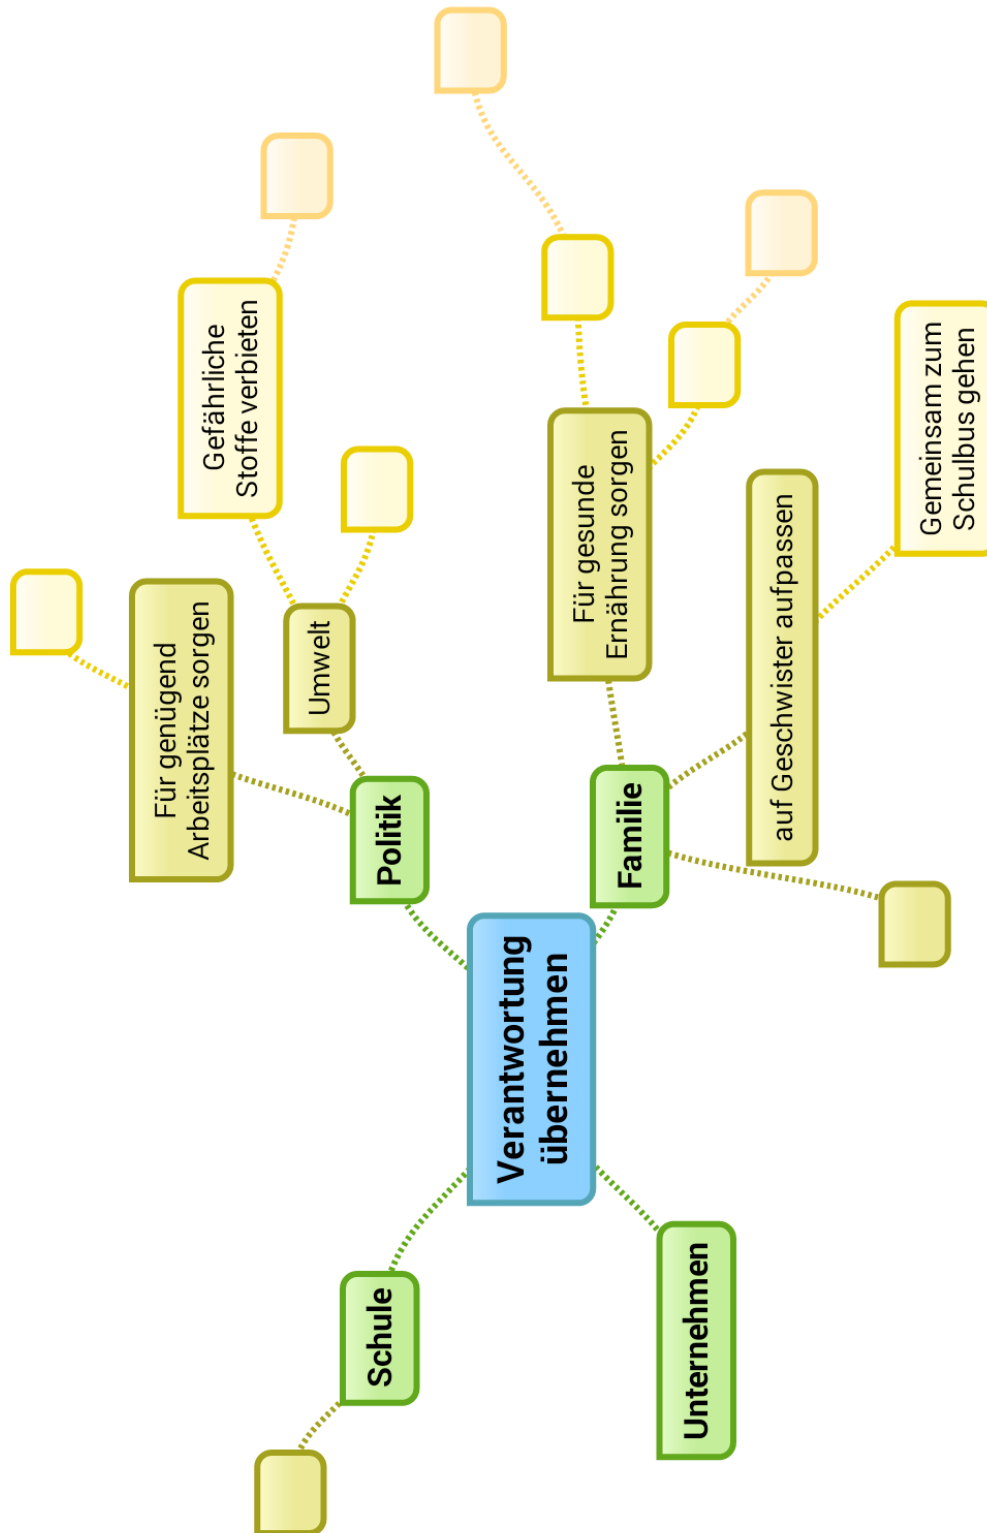 Verantwortung
übernehmen
Schule
Unternehmen
Politik
Für genügend
Arbeitsplätze sorgen
Umwelt
Gefährliche
Stoffe verbieten
Familie
Für gesunde
Ernährung sorgen
auf Geschwister aufpassen
Gemeinsam zum
Schulbus gehen